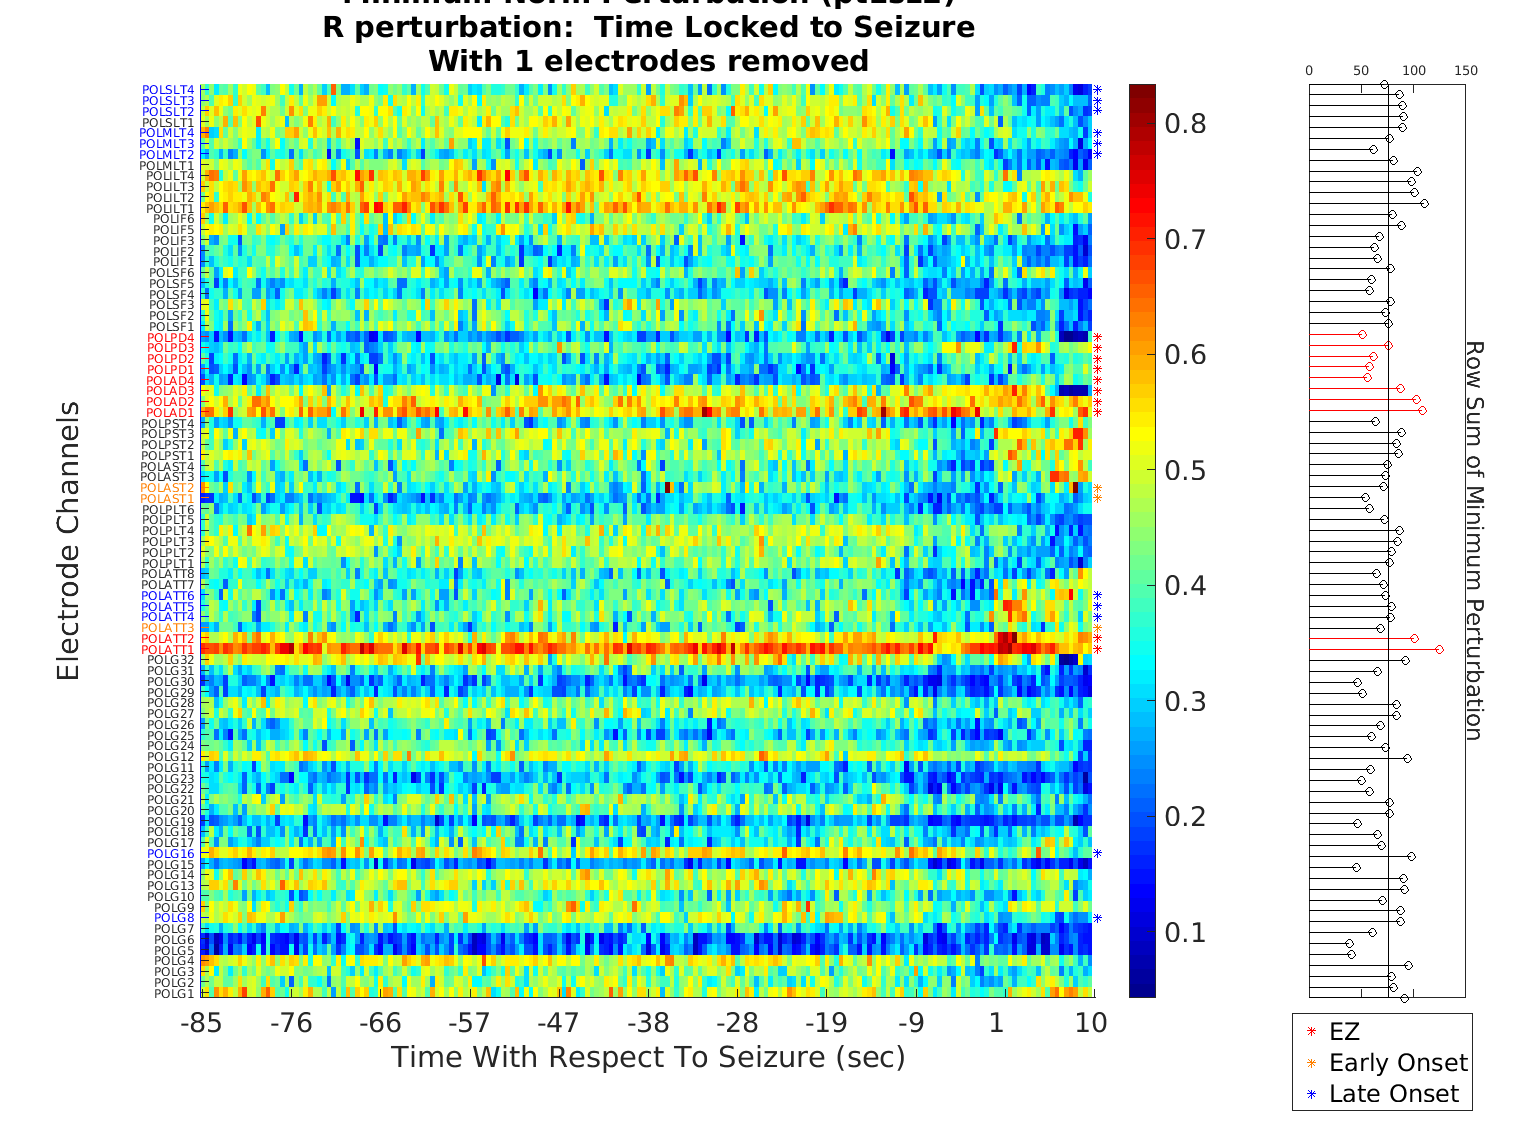 R perturbation: Time Locked to Seizure
With 1 electrodes removed
POLSLT4
POLSLT3
POLSLT2
POLSLT1
POLMLT4
POLMLT3
POLMLT2
POLMLT1
POLILT4
POLILT3
POLILT2
POLILT1
POLIF6
POLIF5
POLIF3
POLIF2
POLIF1
POLSF6
POLSF5
POLSF4
POLSF3
POLSF2
POLSF1
POLPD4
POLPD3
POLPD2
POLPD1
POLAD4
POLAD3
POLAD2
POLAD1
POLPST4
POLPST3
POLPST2
POLPST1
POLAST4
POLAST3
POLAST2
POLAST1
POLPLT6
POLPLT5
POLPLT4
POLPLT3
POLPLT2
POLPLT1
POLATT8
POLATT7
POLATT6
POLATT5
POLATT4
POLATT3
POLATT2
POLATT1
POLG32
POLG31
POLG30
POLG29
POLG28
POLG27
POLG26
POLG25
POLG24
POLG12
POLG11
POLG23
POLG22
POLG21
POLG20
POLG19
POLG18
POLG17
POLG16
POLG15
POLG14
POLG13
POLG10
POLG9
POLG8
POLG7
POLG6
POLG5
POLG4
POLG3
POLG2
POLG1
Electrode Channels
-85 -76 -66 -57 -47 -38 -28 -19 -9 1 10
Time With Respect To Seizure (sec)
0.8
0.7
0.6
0.5
0.4
0.3
0.2
0.1
0 50 100 150
Row Sum of Minimum Perturbation
EZ
Early Onset
Late Onset